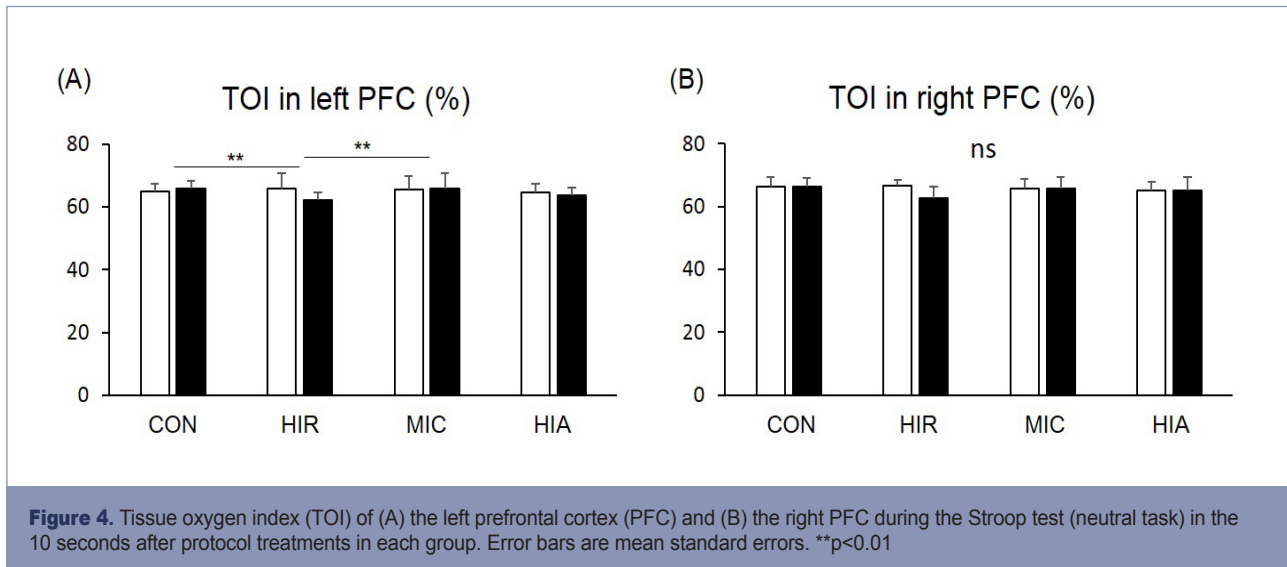 (A)
TOI in left PFC (%)
80
60
40
20
0
**
**
CON HIR MIC HIA
(B)
TOI in right PFC (%)
80
60
40
20
0
ns
CON HIR MIC HIA
Figure 4. Tissue oxygen index (TOI) of (A) the left prefrontal cortex (PFC) and (B) the right PFC during the Stroop test (neutral task) in the
10 seconds after protocol treatments in each group. Error bars are mean standard errors. **p<0.01